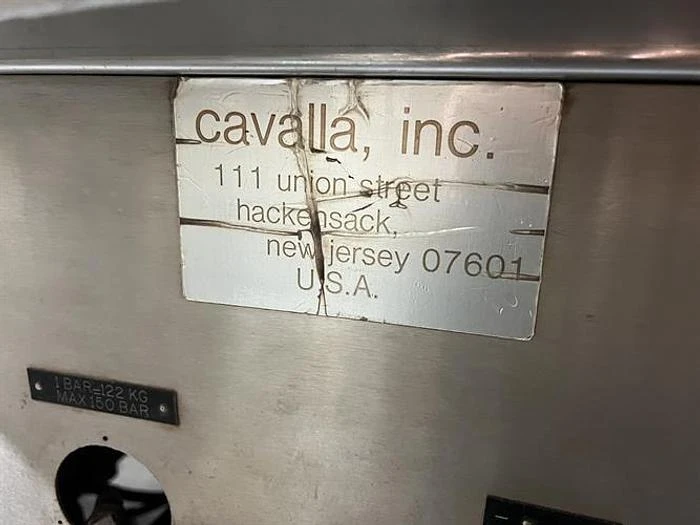 cavalla, inc.
111 union street
hackensack,
new jersey 07601
U.S.A.
1 BAR=122 KG
MAX 150 BAR